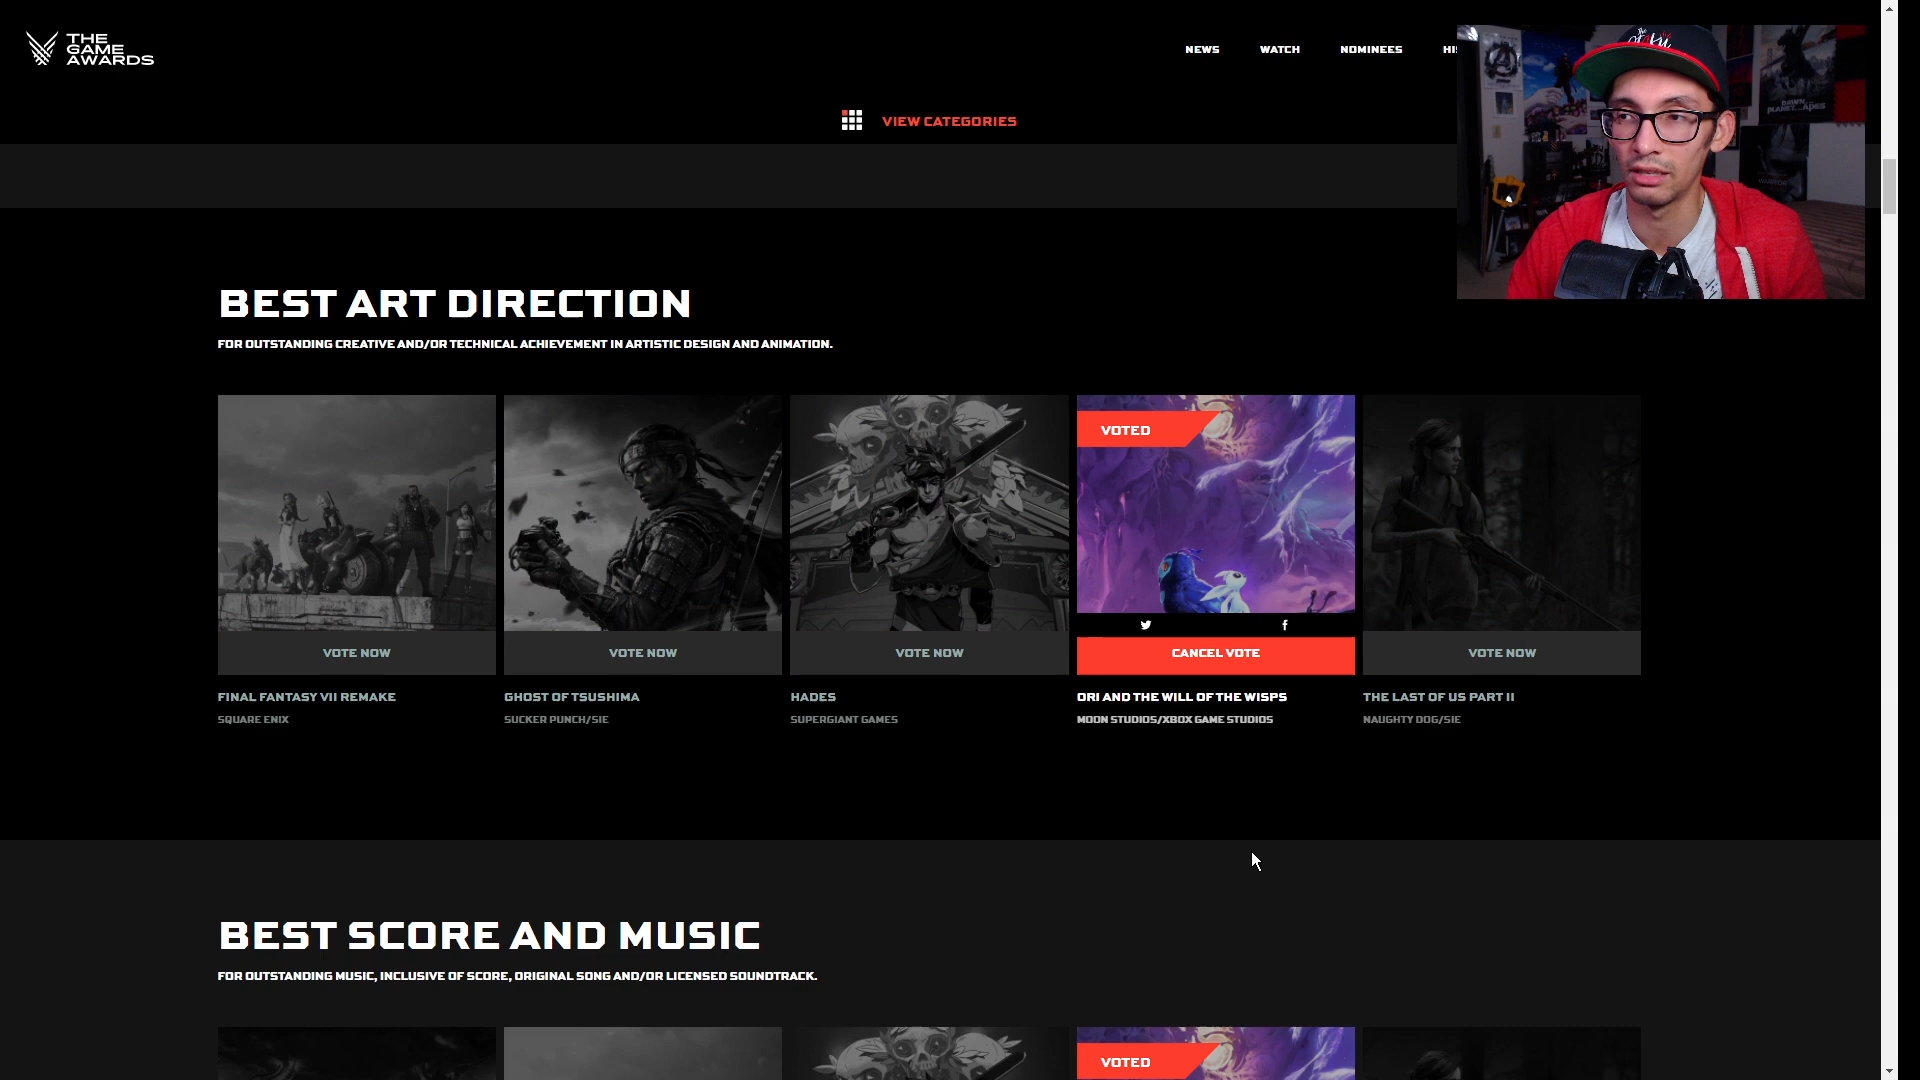 THE
GAME
AWARDS
NEWS
WATCH
NOMINEES
VIEW CATEGORIES
BEST ART DIRECTION
FOR OUTSTANDING CREATIVE AND/OR TECHNICAL ACHIEVEMENT IN ARTISTIC DESIGN AND ANIMATION.
VOTED
VOTE NOW
VOTE NOW
VOTE NOW
CANCEL VOTE
VOTE NOW
FINAL FANTASY VII REMAKE
SQUARE ENIX
GHOST OF TSUSHIMA
SUCKER PUNCH/SIE
HADES
SUPERGIANT GAMES
ORI AND THE WILL OF THE WISPS
MOON STUDIOS/XBOX GAME STUDIOS
THE LAST OF US PART II
NAUGHTY DOG/SIE
BEST SCORE AND MUSIC
FOR OUTSTANDING MUSIC, INCLUSIVE OF SCORE, ORIGINAL SONG AND/OR LICENSED SOUNDTRACK.
VOTED